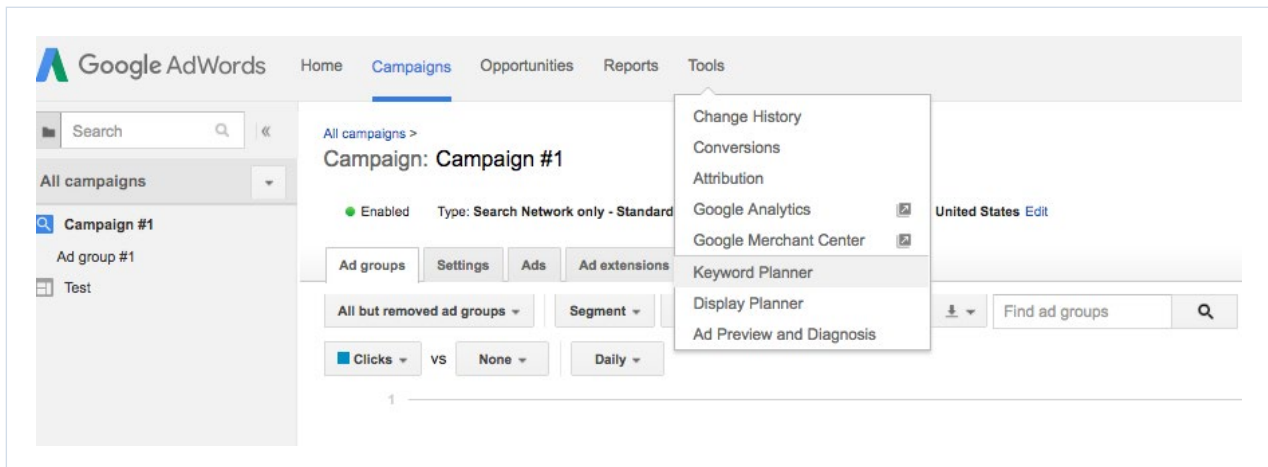 Google AdWords Home Campaigns Opportunities Reports Tools
Search
All campaigns
Campaign #1
Ad group #1
Test
All campaigns >
Campaign: Campaign #1
Enabled Type: Search Network only - Standard United States Edit
Ad groups Settings Ads Ad extensions
All but removed ad groups Segment Find ad groups
Clicks vs None Daily
1
Change History
Conversions
Attribution
Google Analytics
Google Merchant Center
Keyword Planner
Display Planner
Ad Preview and Diagnosis